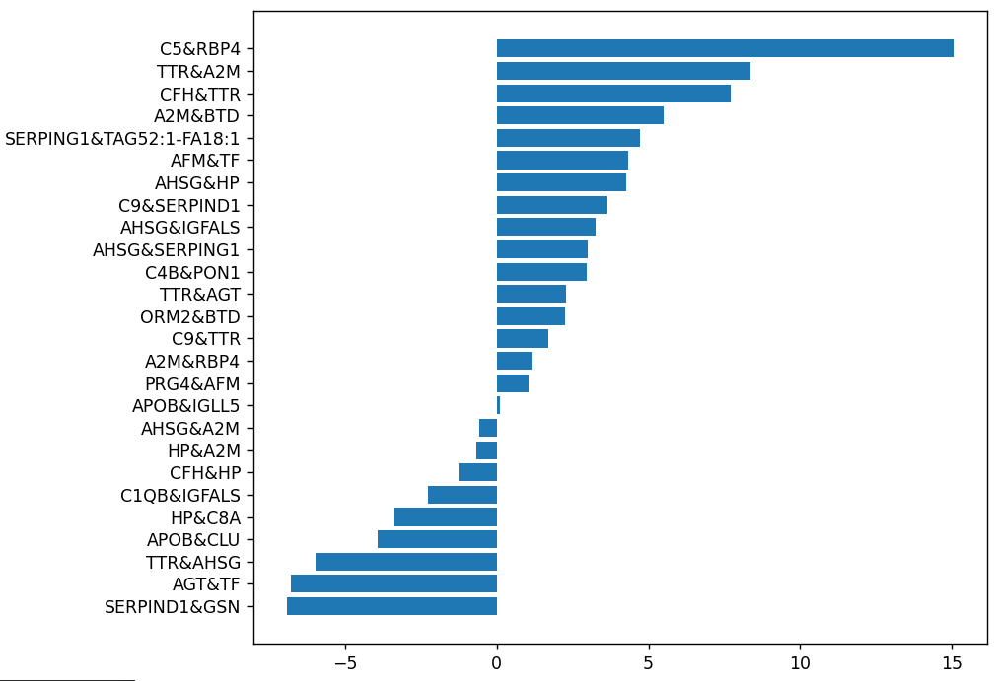 C5&RBP4
TTR&A2M
CFH&TTR
A2M&BTD
SERPING1&TAG52:1-FA18:1
AFM&TF
AHSG&HP
C9&SERPIND1
AHSG&IGFALS
AHSG&SERPING1
C4B&PON1
TTR&AGT
ORM2&BTD
C9&TTR
A2M&RBP4
PRG4&AFM
APOB&IGLL5
AHSG&A2M
HP&A2M
CFH&HP
C1QB&IGFALS
HP&C8A
APOB&CLU
TTR&AHSG
AGT&TF
SERPIND1&GSN
−5 0 5 10 15